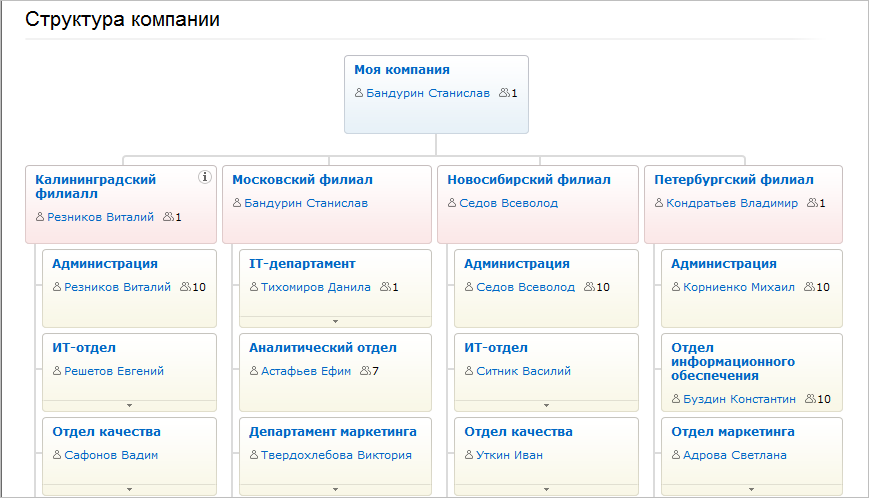 Структура компании
Моя компания
Бандурин Станислав 1
Калининградский
филиалл
Резников Виталий 1
Московский филиал
Бандурин Станислав
Новосибирский филиал
Седов Всеволод
Петербургский филиал
Кондратьев Владимир 1
Администрация
Резников Виталий 10
IT-департамент
Тихомиров Данила 1
Администрация
Седов Всеволод 10
Администрация
Корниенко Михаил 10
ИТ-отдел
Решетов Евгений
Аналитический отдел
Астафьев Ефим 7
ИТ-отдел
Ситник Василий
Отдел
информационного
обеспечения
Буздин Константин 10
Отдел качества
Сафонов Вадим
Департамент маркетинга
Твердохлебова Виктория
Отдел качества
Уткин Иван
Отдел маркетинга
Адрова Светлана